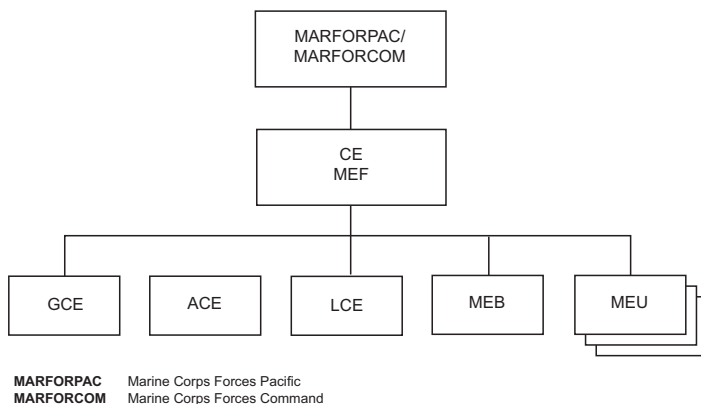 MARFORPAC/
MARFORCOM
CE
MEF
GCE
ACE
LCE
MEB
MEU
MARFORPAC Marine Corps Forces Pacific
MARFORCOM Marine Corps Forces Command